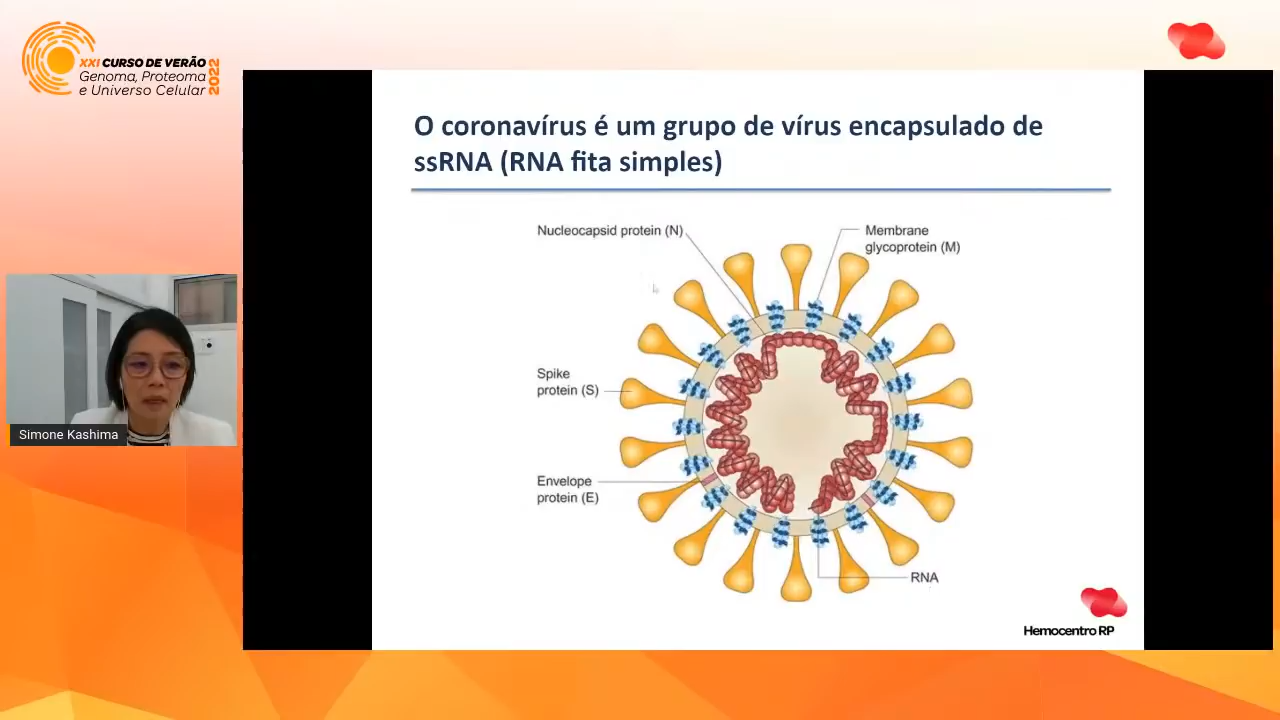 XXI CURSO DE VERÃO
Genoma, Proteoma
e Universo Celular
2022
O coronavírus é um grupo de vírus encapsulado de
ssRNA (RNA fita simples)
Nucleocapsid protein (N)
Membrane
glycoprotein (M)
Spike
protein (S)
Envelope
protein (E)
RNA
Simone Kashima
Hemocentro RP